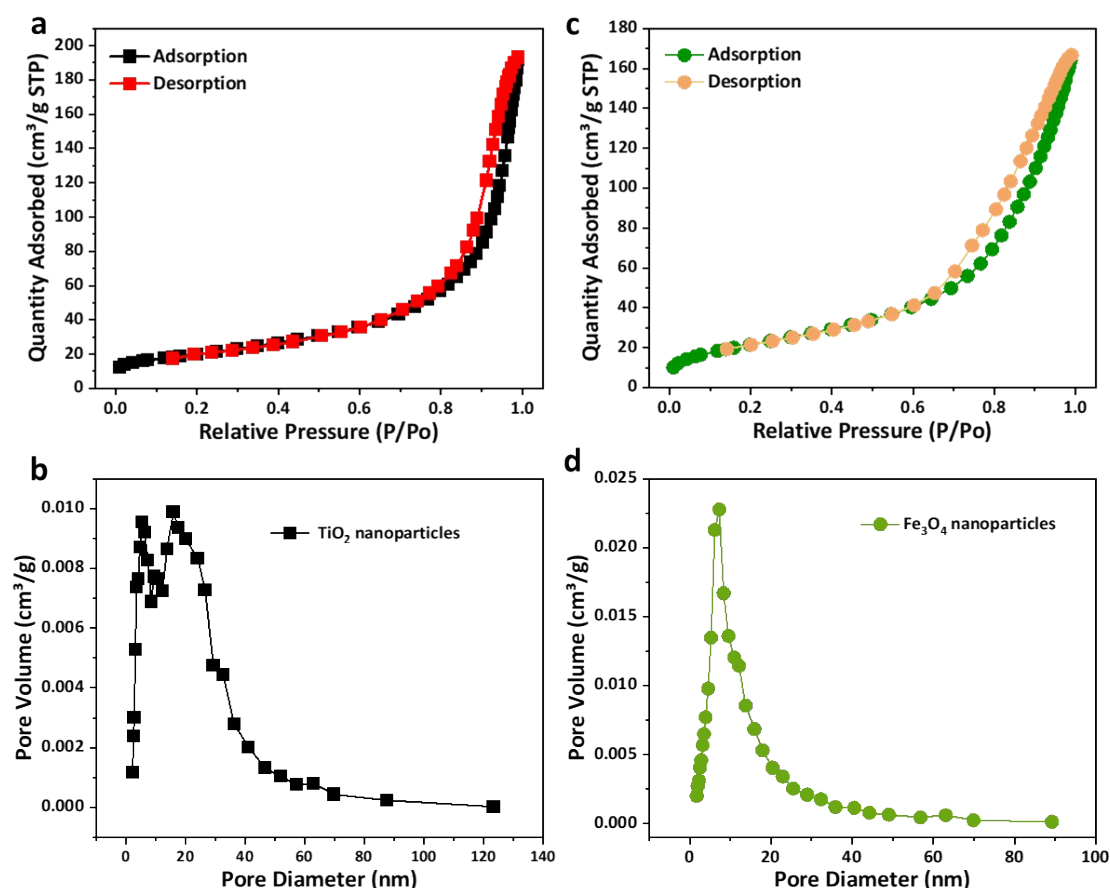 a
200
180
160
140
120
100
80
60
40
20
0
Quantity Adsorbed (cm³/g STP)
Adsorption
Desorption
0.0 0.2 0.4 0.6 0.8 1.0
Relative Pressure (P/Po)
c
180
160
140
120
100
80
60
40
20
0
Quantity Adsorbed (cm³/g STP)
Adsorption
Desorption
0.0 0.2 0.4 0.6 0.8 1.0
Relative Pressure (P/Po)
b
0.010
0.008
0.006
0.004
0.002
0.000
Pore Volume (cm³/g)
TiO₂ nanoparticles
0 20 40 60 80 100 120 140
Pore Diameter (nm)
d
0.025
0.020
0.015
0.010
0.005
0.000
Pore Volume (cm³/g)
Fe₃O₄ nanoparticles
0 20 40 60 80 100
Pore Diameter (nm)